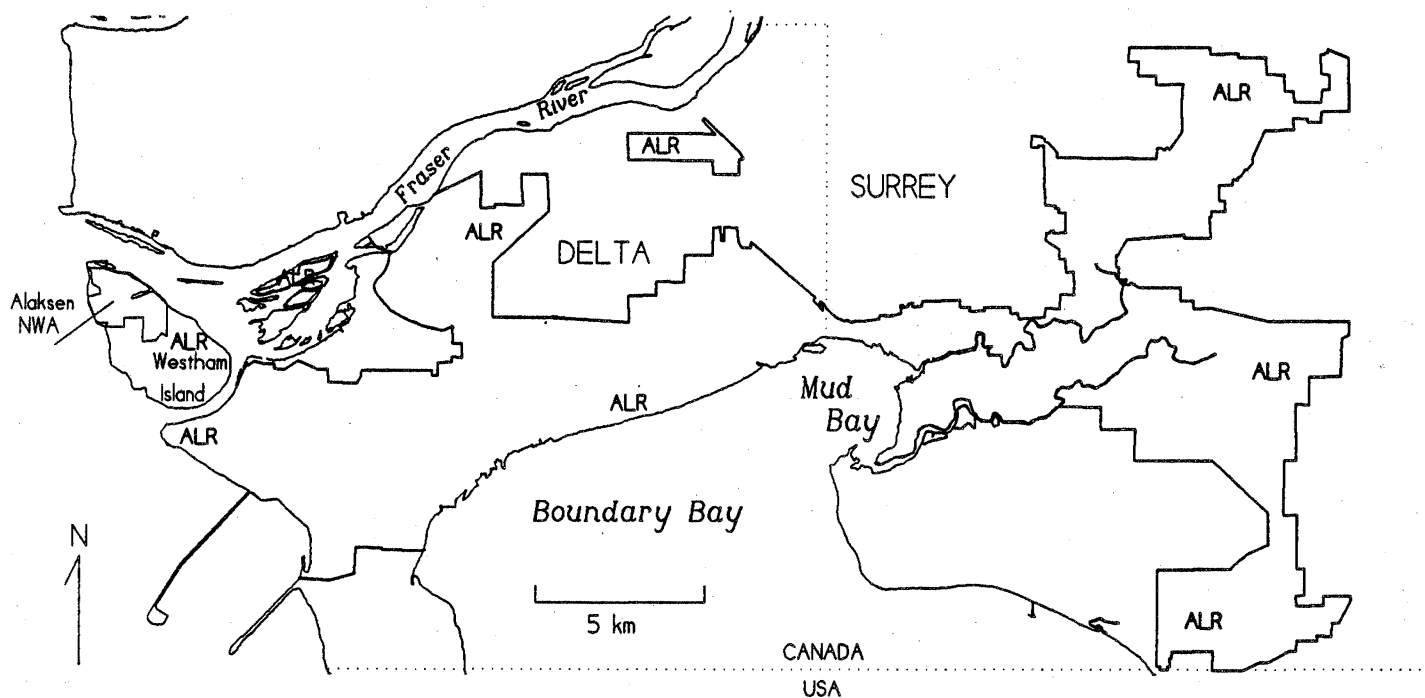 ALR
River
ALR
Fraser
SURREY
ALR
DELTA
ALR
Alaksen
NWA
ALR
Westham
Island
ALR
Mud
Bay
ALR
ALR
Boundary Bay
N
5 km
ALR
CANADA
USA